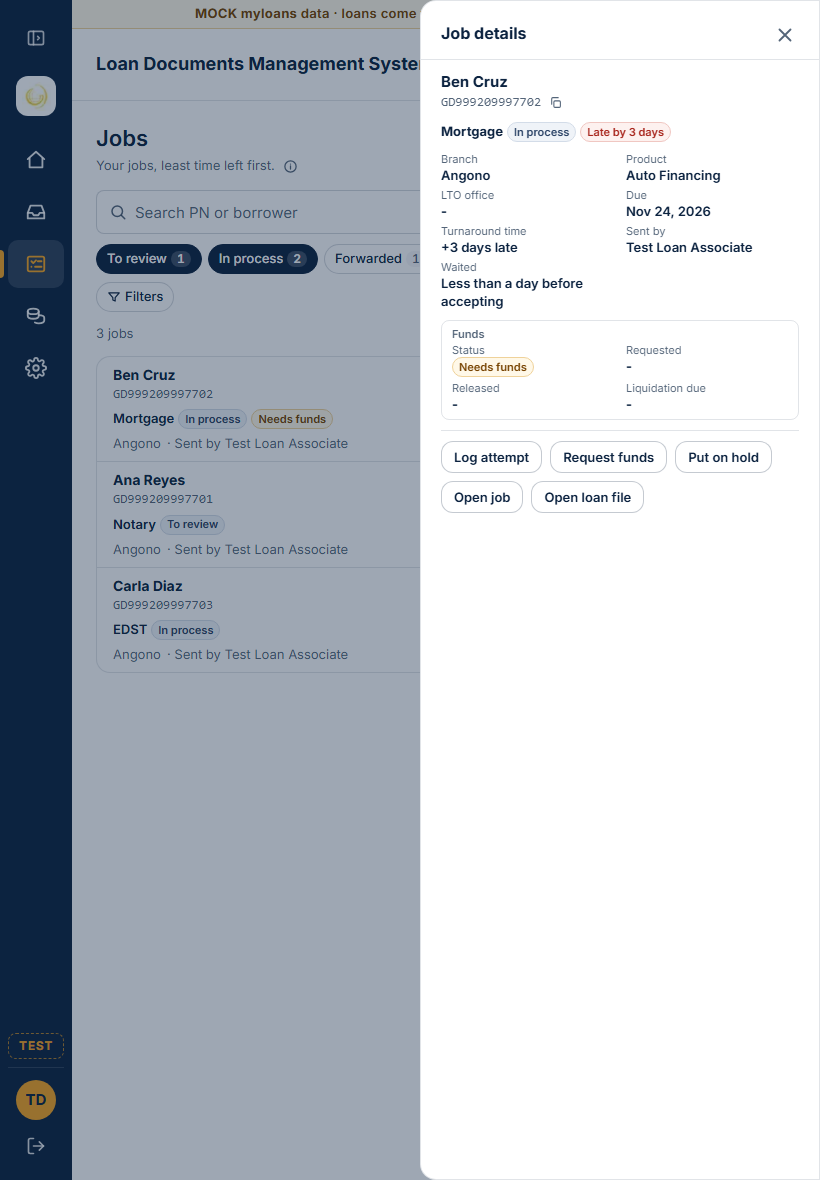 MOCK myloans data · loans come
Loan Documents Management Syste
Jobs
Your jobs, least time left first.
Search PN or borrower
To review 1
In process 2
Forwarded 1
Filters
3 jobs
Ben Cruz
GD999209997702
Mortgage In process Needs funds
Angono · Sent by Test Loan Associate
Ana Reyes
GD999209997701
Notary To review
Angono · Sent by Test Loan Associate
Carla Diaz
GD999209997703
EDST In process
Angono · Sent by Test Loan Associate
TEST
TD
Job details
Ben Cruz
GD999209997702
Mortgage In process Late by 3 days
Branch
Angono
Product
Auto Financing
LTO office
-
Due
Nov 24, 2026
Turnaround time
+3 days late
Sent by
Test Loan Associate
Waited
Less than a day before
accepting
Funds
Status
Needs funds
Requested
-
Released
-
Liquidation due
-
Log attempt
Request funds
Put on hold
Open job
Open loan file